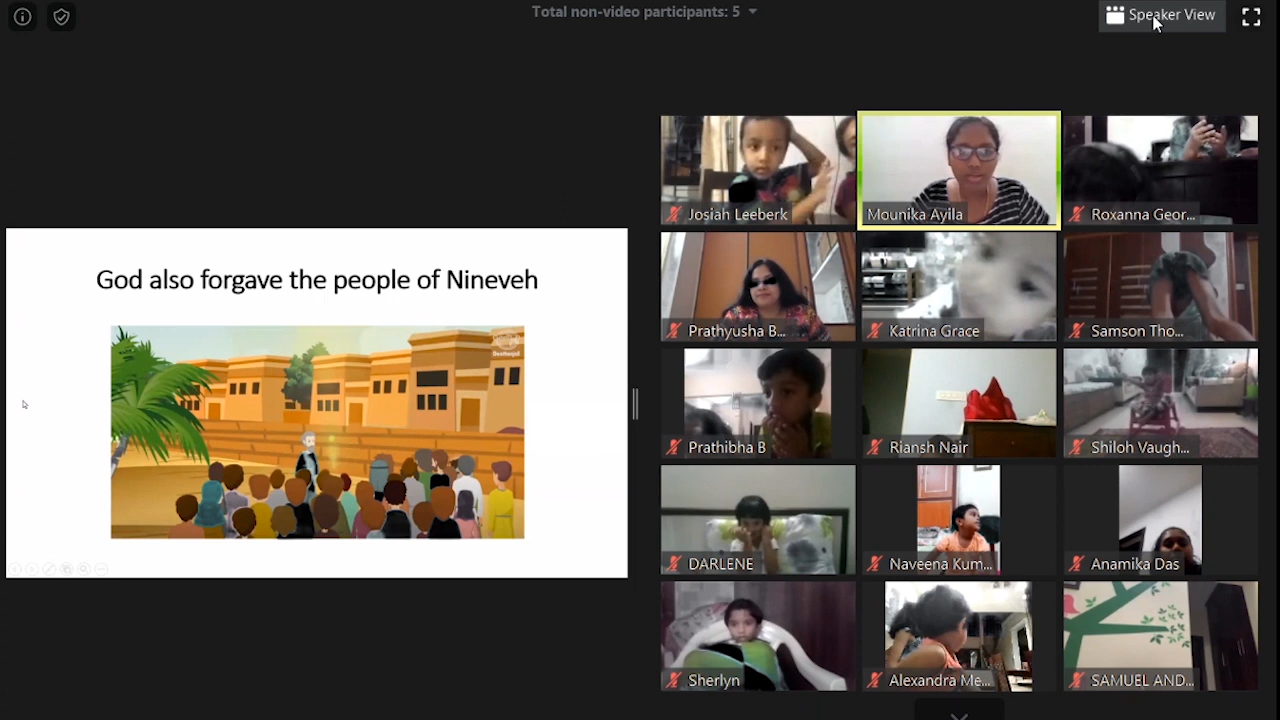 Total non-video participants: 5
Speaker View
God also forgave the people of Nineveh
Josiah Leeberk
Mounika Ayila
Roxanna Geor...
Prathyusha B...
Katrina Grace
Samson Tho...
Prathibha B
Riansh Nair
Shiloh Vaugh...
DARLENE
Naveena Kum...
Anamika Das
Sherlyn
Alexandra Me...
SAMUEL AND...